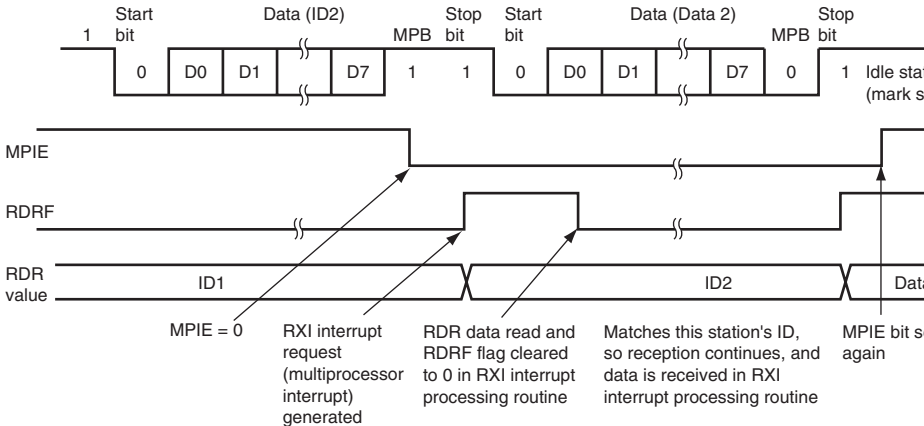 Start Data (ID2) Stop Start Data (Data 2) Stop
1 bit MPB bit bit MPB bit
0 D0 D1 D7 1 1 0 D0 D1 D7 0 1 Idle
(mark
MPIE
RDRF
RDR
value
ID1 ID2
MPIE = 0
RXI interrupt
request
(multiprocessor
interrupt)
generated
RDR data read and
RDRF flag cleared
to 0 in RXI interrupt
processing routine
Matches this station's ID,
so reception continues, and
data is received in RXI
interrupt processing routine
MPIE bit
again